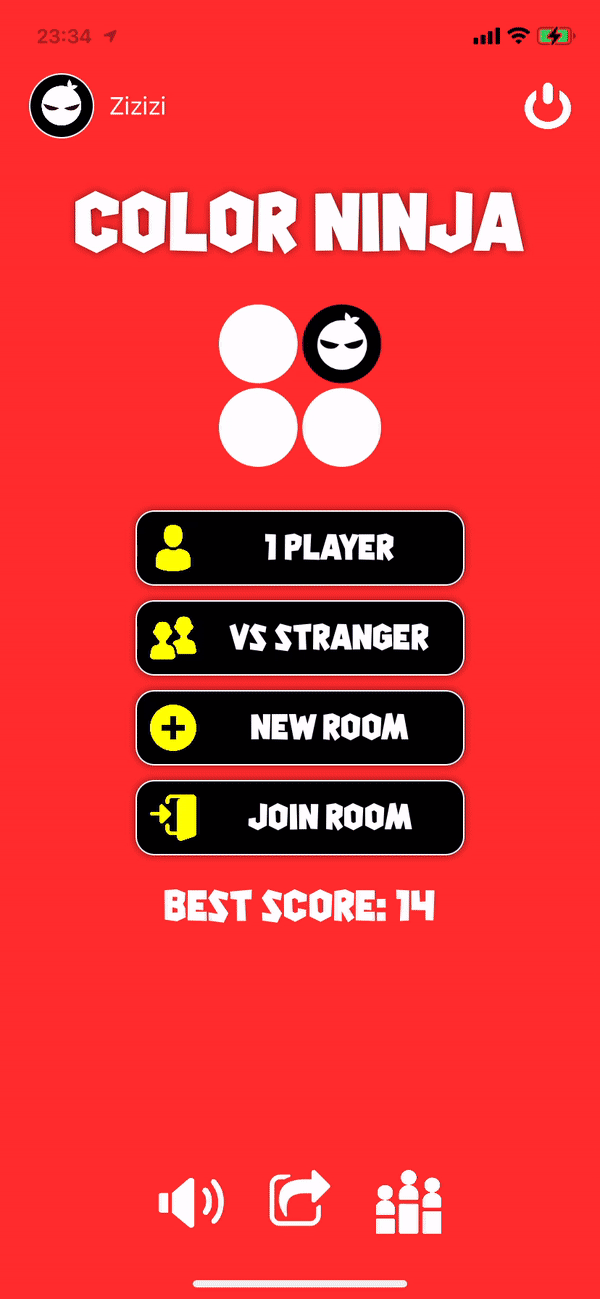 23:34
Zizizi
COLOR NINJA
1 PLAYER
VS STRANGER
NEW ROOM
JOIN ROOM
BEST SCORE: 14